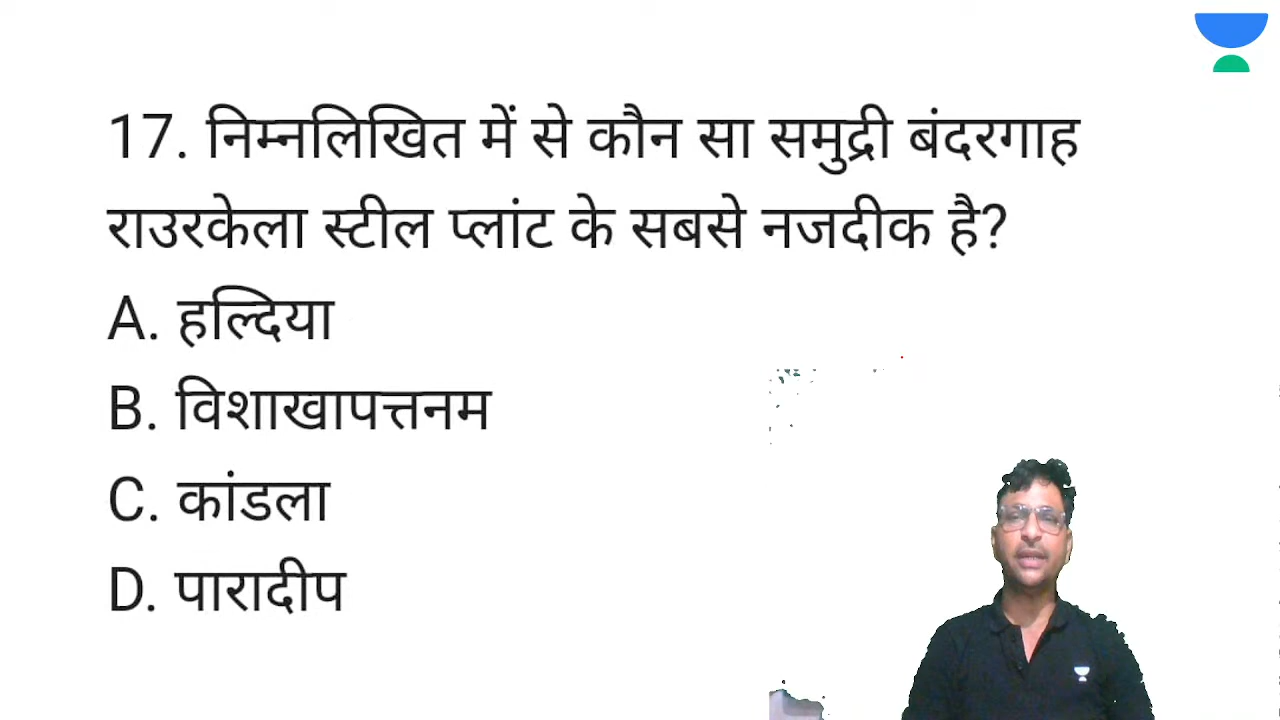 17. निम्नलिखित में से कौन सा समुद्री बंदरगाह
राउरकेला स्टील प्लांट के सबसे नजदीक है?
A. हल्दिया
B. विशाखापत्तनम
C. कांडला
D. पारादीप